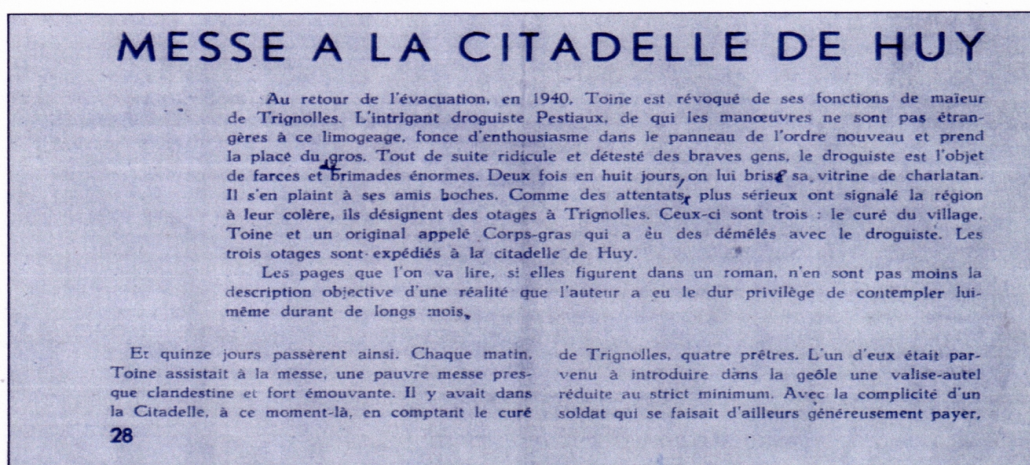 MESSE A LA CITADELLE DE HUY
Au retour de l'évacuation, en 1940, Toine est révoqué de ses fonctions de maïeur
de Trignolles. L'intrigant droguiste Pestiaux, de qui les manœuvres ne sont pas étran-
gères à ce limogeage, fonce d'enthousiasme dans le panneau de l'ordre nouveau et prend
la place du gros. Tout de suite ridicule et détesté des braves gens, le droguiste est l'objet
de farces et de brimades énormes. Deux fois en huit jours, on lui brise sa vitrine de charlatan.
Il s'en plaint à ses amis boches. Comme des attentats, plus sérieux ont signalé la région
à leur colère, ils désignent des otages à Trignolles. Ceux-ci sont trois : le curé du village,
Toine et un original appelé Corps-gras qui a eu des démêlés avec le droguiste. Les
trois otages sont expédiés à la citadelle de Huy.
Les pages que l'on va lire, si elles figurent dans un roman, n'en sont pas moins la
description objective d'une réalité que l'auteur a eu le dur privilège de contempler lui-
même durant de longs mois.
Et quinze jours passèrent ainsi. Chaque matin,
Toine assistait à la messe, une pauvre messe pres-
que clandestine et fort émouvante. Il y avait dans
la Citadelle, à ce moment-là, en comptant le curé
de Trignolles, quatre prêtres. L'un d'eux était par-
venu à introduire dans la geôle une valise-autel
réduite au strict minimum. Avec la complicité d'un
soldat qui se faisait d'ailleurs généreusement payer,
28